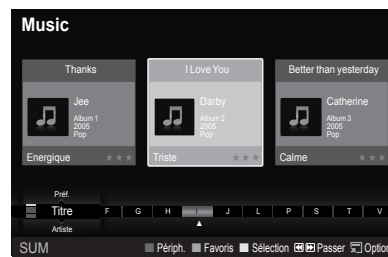 Music
Thanks
I Love You
Better than yesterday
Jee
Album 1
2005
Pop
Darby
Album 2
2005
Pop
Catherine
Album 3
2005
Pop
Energique
Triste
Calme
Préf.
Titre F G H I J L P S T V
Artiste
SUM Périph. Favoris Sélection Passer Option